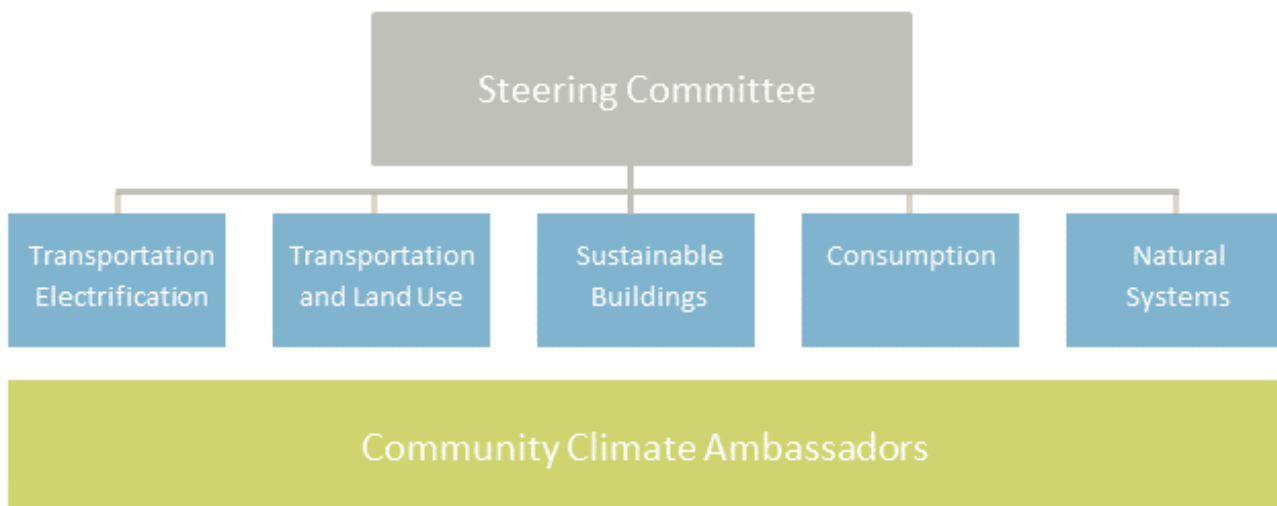 Steering Committee
Transportation
Electrification
Transportation
and Land Use
Sustainable
Buildings
Consumption
Natural
Systems
Community Climate Ambassadors